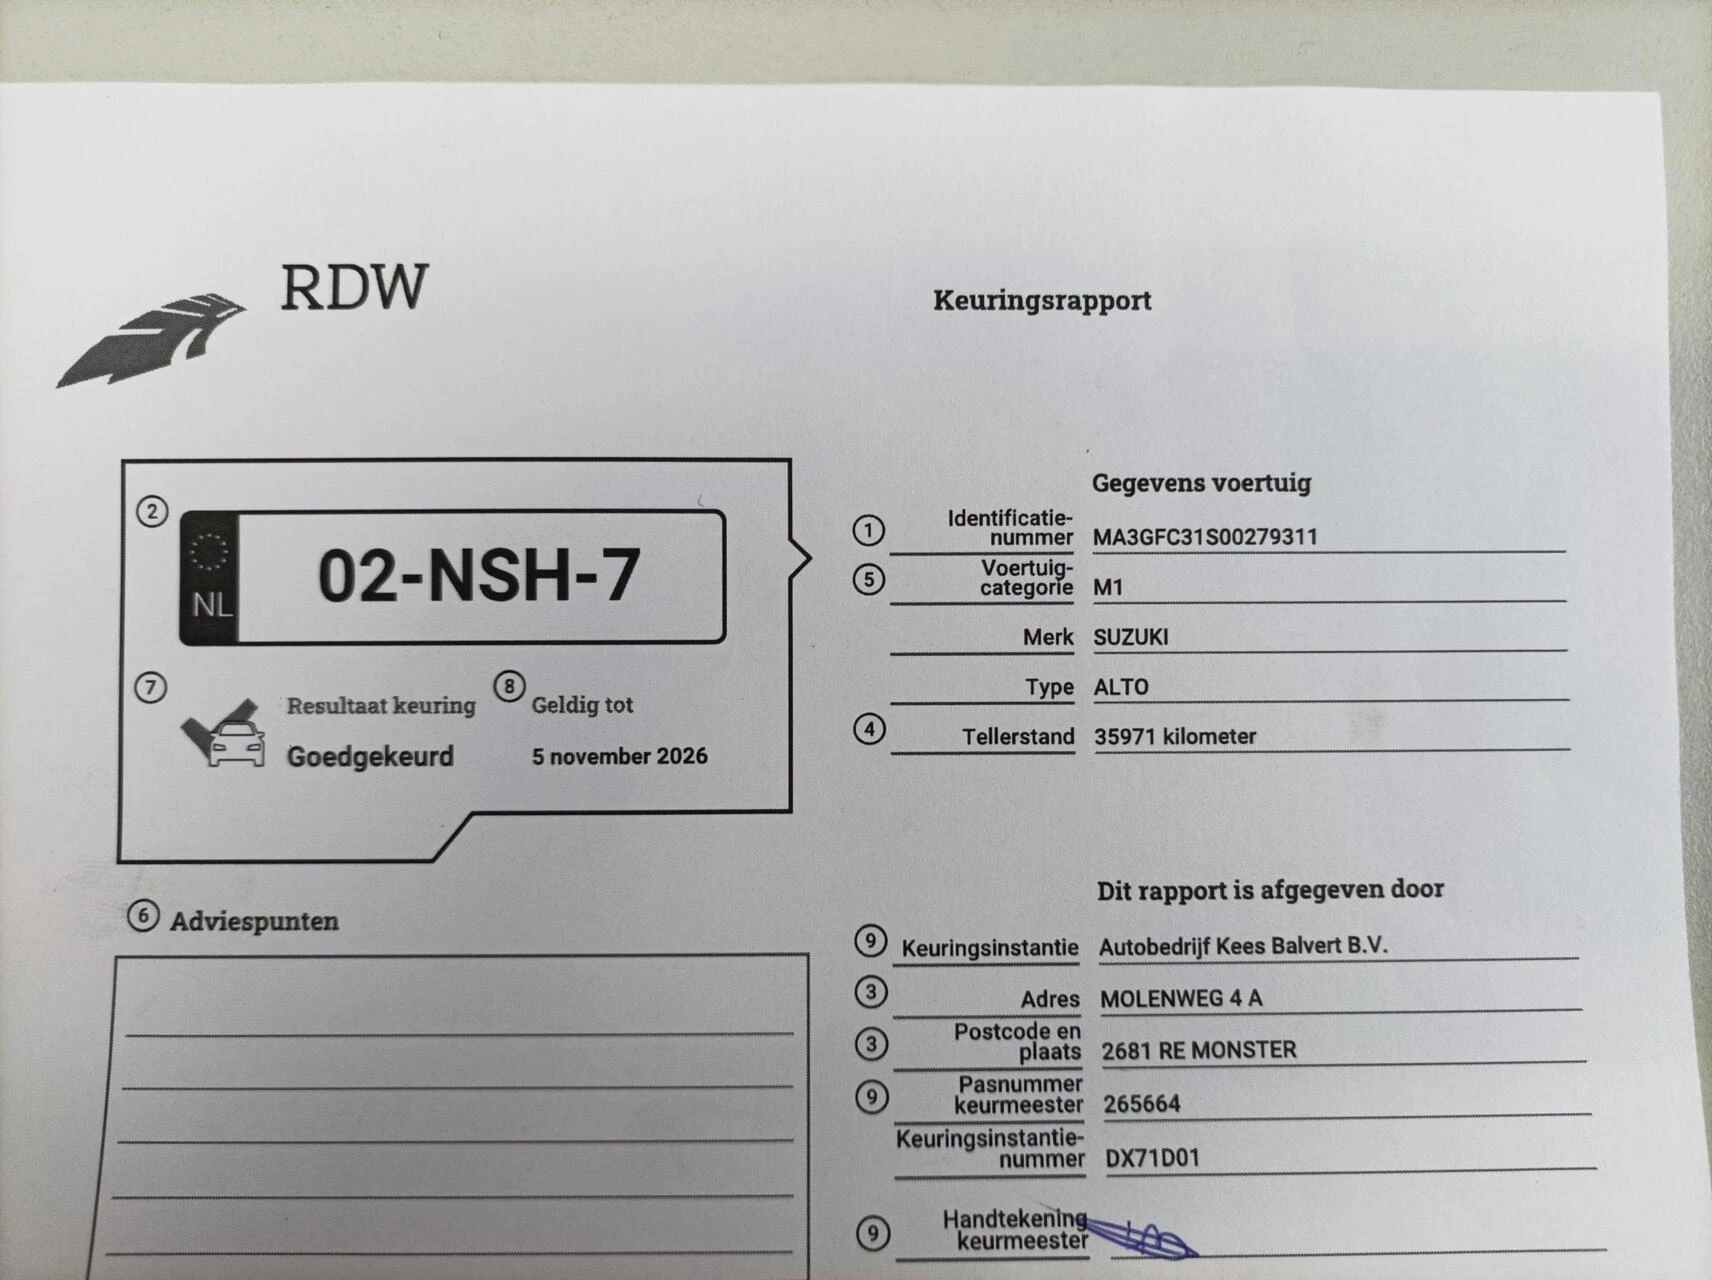 RDW
Keuringsrapport
2
NL
02-NSH-7
7
Resultaat keuring
Goedgekeurd
8
Geldig tot
5 november 2026
Gegevens voertuig
1
Identificatie-
nummer
MA3GFC31S00279311
5
Voertuig-
categorie
M1
Merk
SUZUKI
Type
ALTO
4
Tellerstand
35971 kilometer
6
Adviespunten
Dit rapport is afgegeven door
9
Keuringsinstantie
Autobedrijf Kees Balvert B.V.
3
Adres
MOLENWEG 4 A
3
Postcode en
plaats
2681 RE MONSTER
9
Pasnummer
keurmeester
265664
Keuringsinstantie-
nummer
DX71D01
9
Handtekening
keurmeester